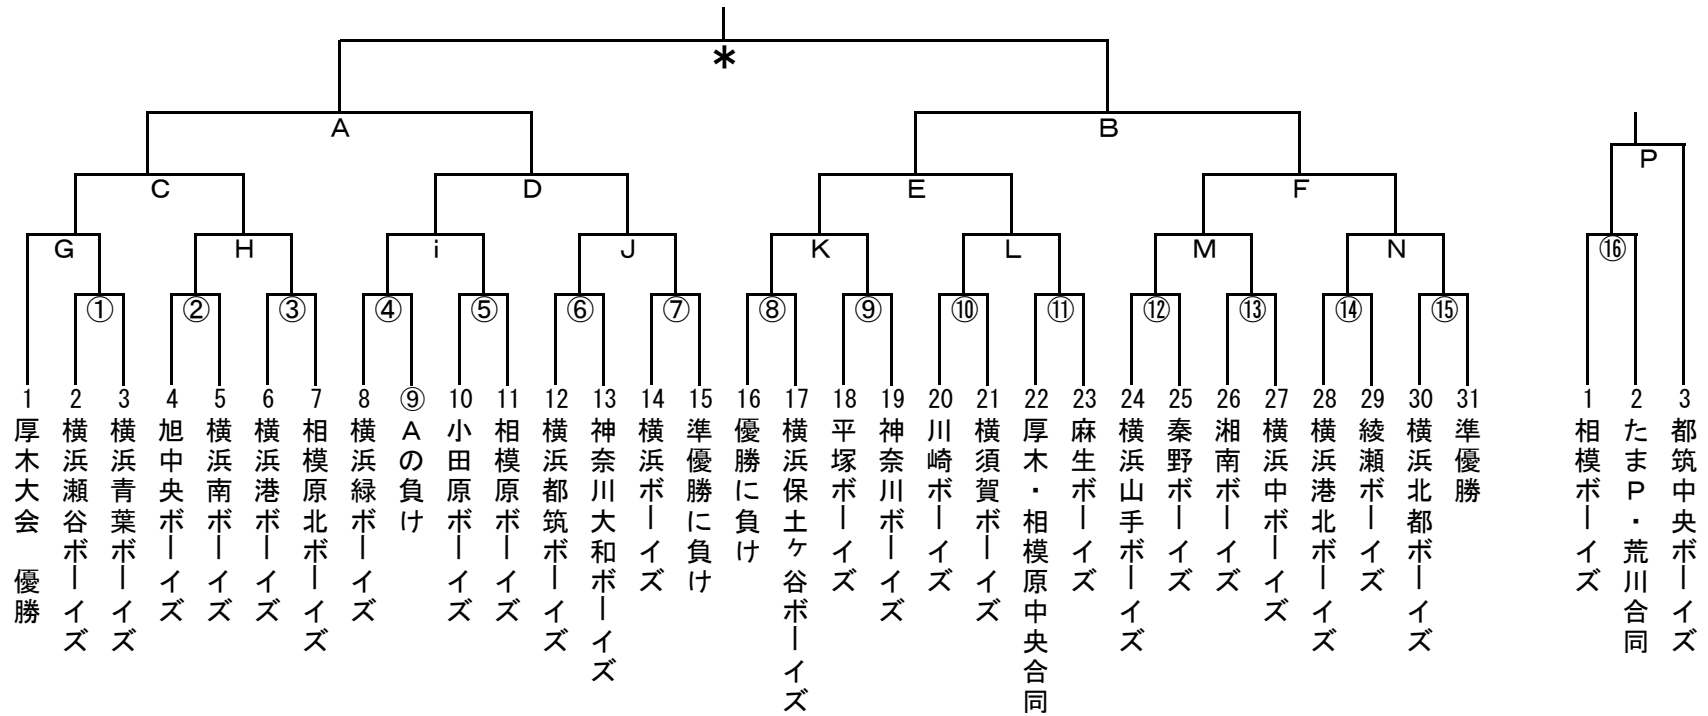 *
A
B
P
C
D
E
F
G
H
i
J
K
L
M
N
⑯
①
②
③
④
⑤
⑥
⑦
⑧
⑨
⑩
⑪
⑫
⑬
⑭
⑮
1 厚木大会 優勝
2 横浜瀬谷ボーイズ
3 横浜青葉ボーイズ
4 旭中央ボーイズ
5 横浜南ボーイズ
6 横浜港ボーイズ
7 相模原北ボーイズ
8 横浜緑ボーイズ
⑨ Aの負け
10 小田原ボーイズ
11 相模原ボーイズ
12 横浜都筑ボーイズ
13 神奈川大和ボーイズ
14 横浜ボーイズ
15 準優勝に負け
16 優勝に負け
17 横浜保土ヶ谷ボーイズ
18 平塚ボーイズ
19 神奈川ボーイズ
20 川崎ボーイズ
21 横須賀ボーイズ
22 厚木・相模原中央合同
23 麻生ボーイズ
24 横浜山手ボーイズ
25 秦野ボーイズ
26 湘南ボーイズ
27 横浜中ボーイズ
28 横浜港北ボーイズ
29 綾瀬ボーイズ
30 横浜北都ボーイズ
31 準優勝
1 相模ボーイズ
2 たまP・荒川合同
3 都筑中央ボーイズ